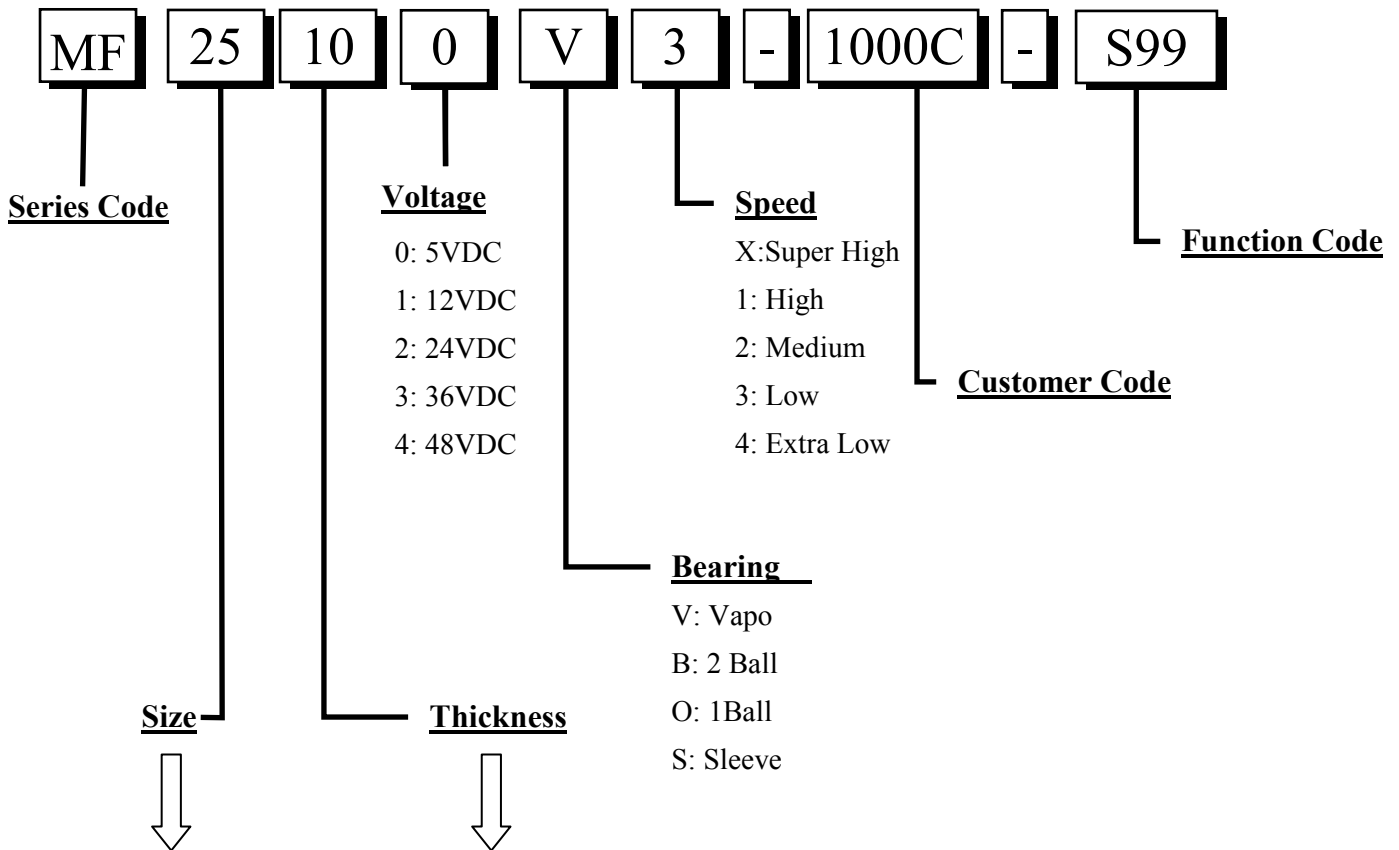 MF 25 10 0 V 3 - 1000C - S99
Series Code
Voltage
0: 5VDC
1: 12VDC
2: 24VDC
3: 36VDC
4: 48VDC
Speed
X:Super High
1: High
2: Medium
3: Low
4: Extra Low
Function Code
Customer Code
Bearing
V: Vapo
B: 2 Ball
O: 1Ball
S: Sleeve
Size
Thickness